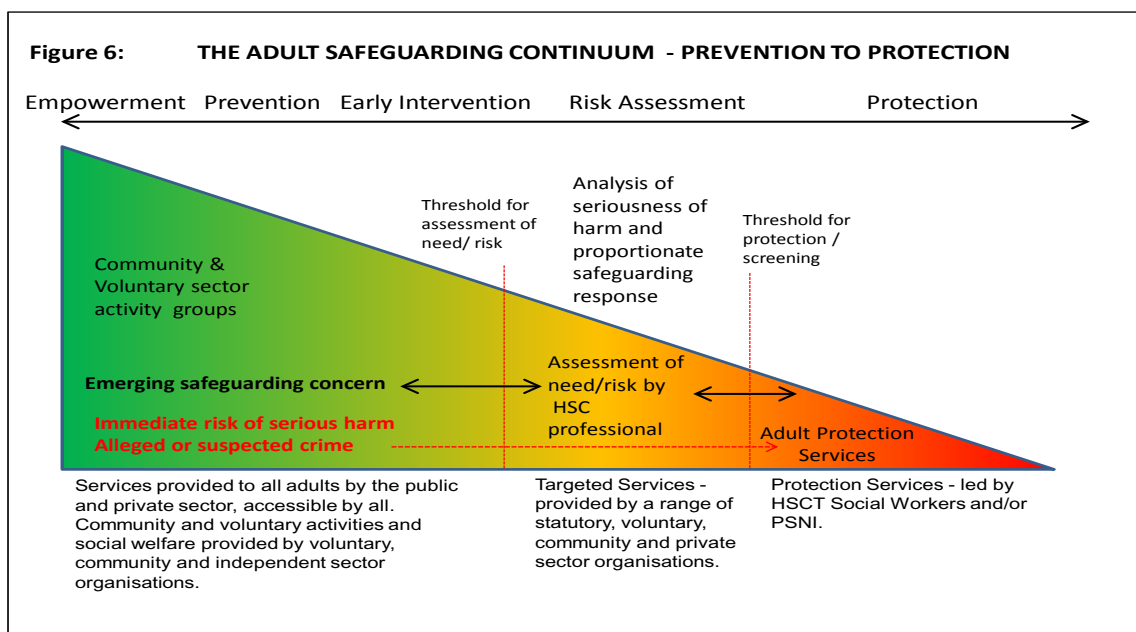 Figure 6: THE ADULT SAFEGUARDING CONTINUUM - PREVENTION TO PROTECTION
Empowerment Prevention Early Intervention Risk Assessment Protection
Threshold for
assessment of
need/ risk
Analysis of
seriousness of
harm and
proportionate
safeguarding
response
Threshold for
protection /
screening
Community &
Voluntary sector
activity groups
Emerging safeguarding concern
Immediate risk of serious harm
Alleged or suspected crime
Assessment of
need/risk by
HSC
professional
Adult Protection
Services
Services provided to all adults by the public
and private sector, accessible by all.
Community and voluntary activities and
social welfare provided by voluntary,
community and independent sector
organisations.
Targeted Services -
provided by a range of
statutory, voluntary,
community and private
sector organisations.
Protection Services - led by
HSCT Social Workers and/or
PSNI.